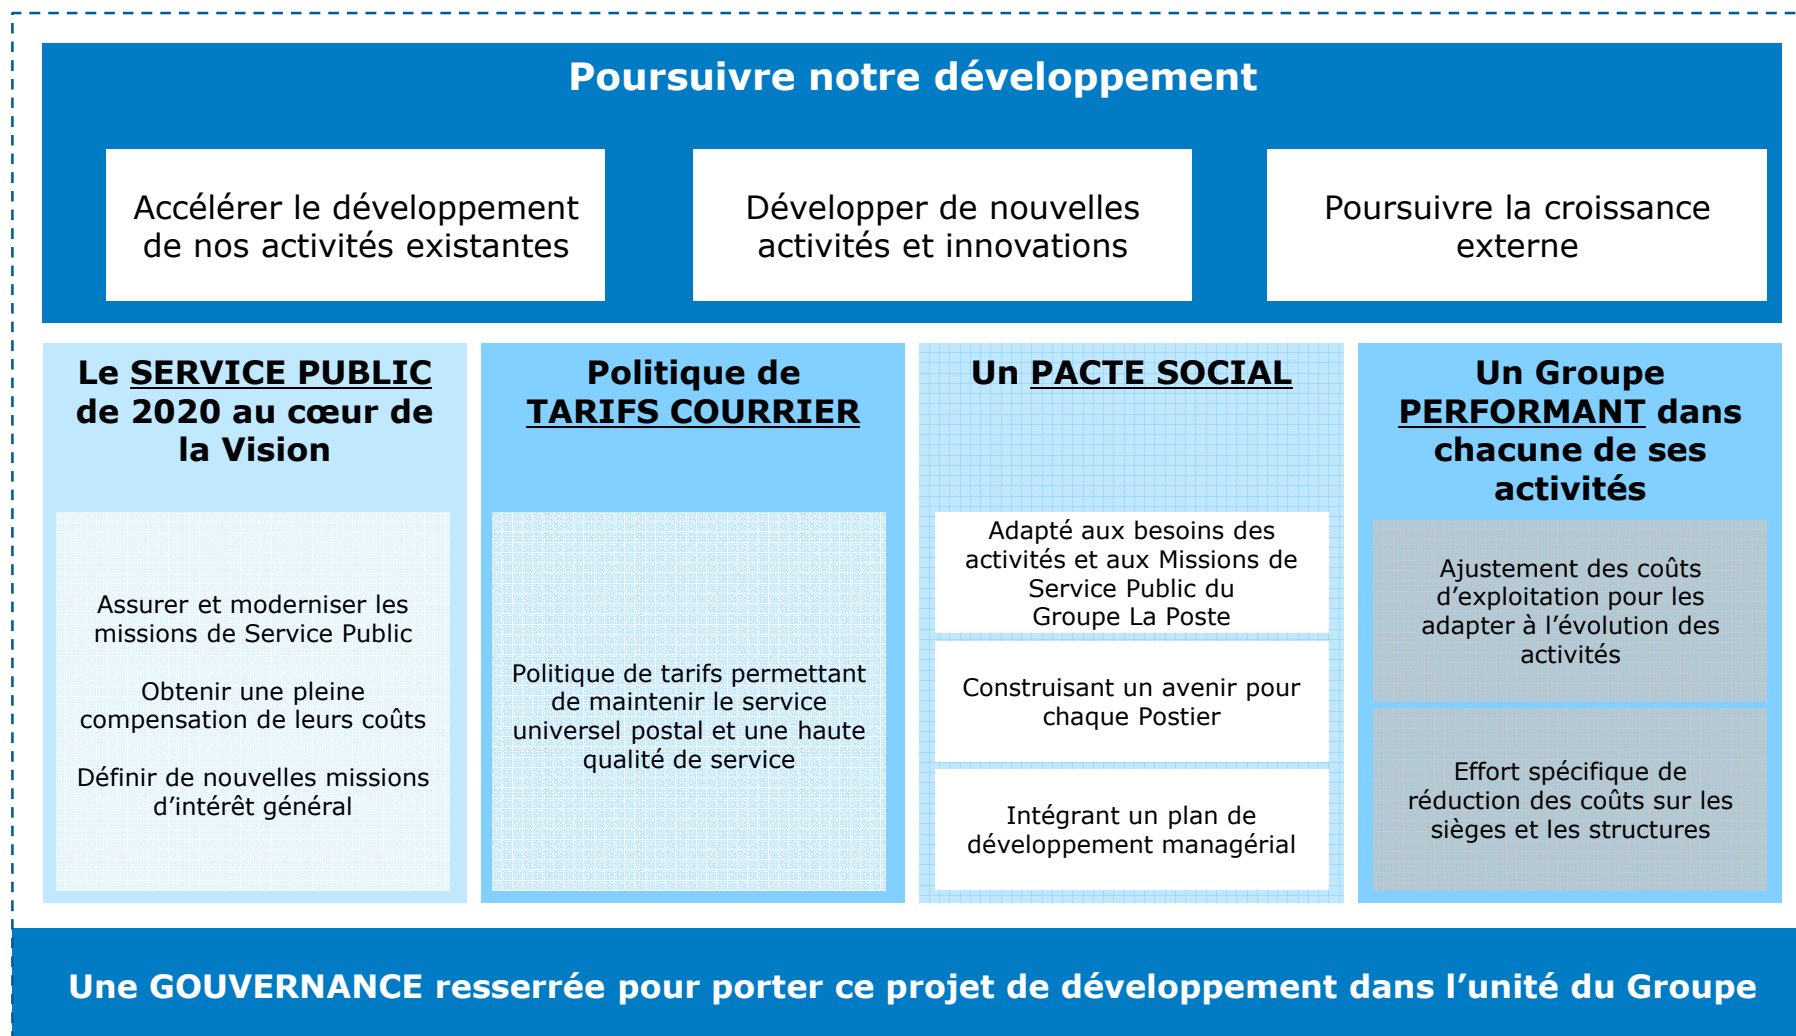 Poursuivre notre développement
Accélérer le développement
de nos activités existantes
Développer de nouvelles
activités et innovations
Poursuivre la croissance
externe
Le SERVICE PUBLIC
de 2020 au cœur de
la Vision
Assurer et moderniser les
missions de Service Public
Obtenir une pleine
compensation de leurs coûts
Définir de nouvelles missions
d’intérêt général
Politique de
TARIFS COURRIER
Politique de tarifs permettant
de maintenir le service
universel postal et une haute
qualité de service
Un PACTE SOCIAL
Adapté aux besoins des
activités et aux Missions de
Service Public du
Groupe La Poste
Construisant un avenir pour
chaque Postier
Intégrant un plan de
développement managérial
Un Groupe
PERFORMANT dans
chacune de ses
activités
Ajustement des coûts
d’exploitation pour les
adapter à l’évolution des
activités
Effort spécifique de
réduction des coûts sur les
sièges et les structures
Une GOUVERNANCE resserrée pour porter ce projet de développement dans l’unité du Groupe